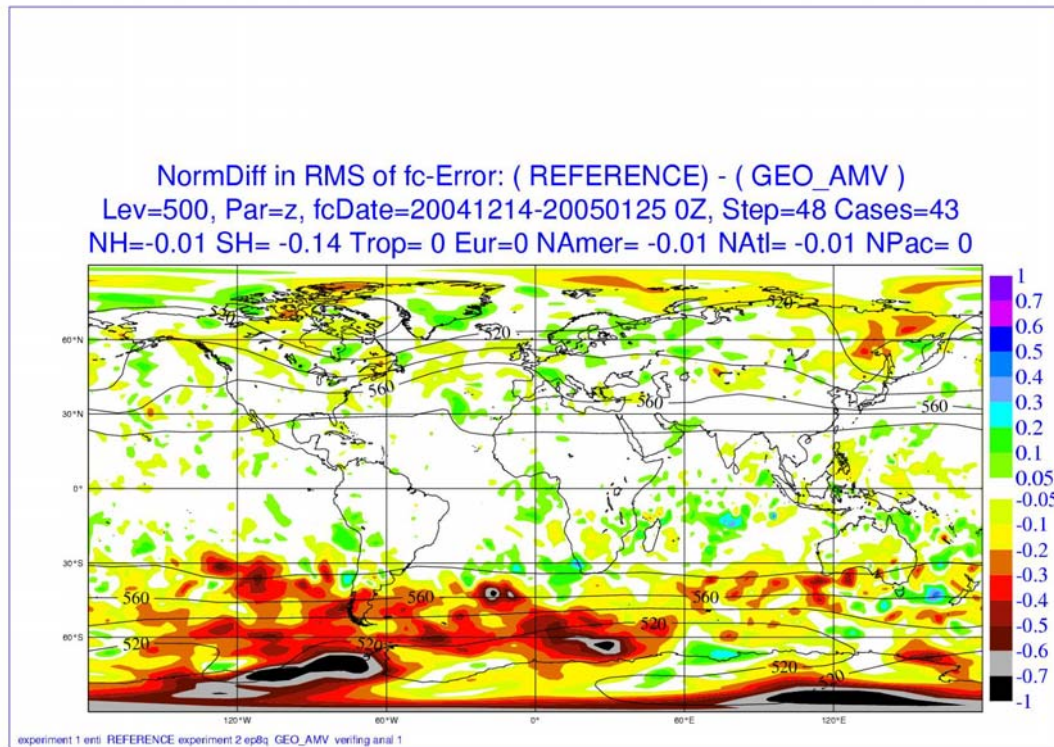 NormDiff in RMS of fc-Error: ( REFERENCE) - ( GEO_AMV )
Lev=500, Par=z, fcDate=20041214-20050125 0Z, Step=48 Cases=43
NH=-0.01 SH= -0.14 Trop= 0 Eur=0 NAmer= -0.01 NAtl= -0.01 NPac= 0
1
0.7
0.6
0.5
0.4
0.3
0.2
0.1
0.05
-0.05
-0.1
-0.2
-0.3
-0.4
-0.5
-0.6
-0.7
-1
60°N
30°N
0°
30°S
60°S
520
520
520
560
560
560
560
560
560
520
520
520
520
520
120°W
60°W
0°
60°E
120°E
experiment 1 enti REFERENCE experiment 2 ep8q GEO_AMV verifing anal 1